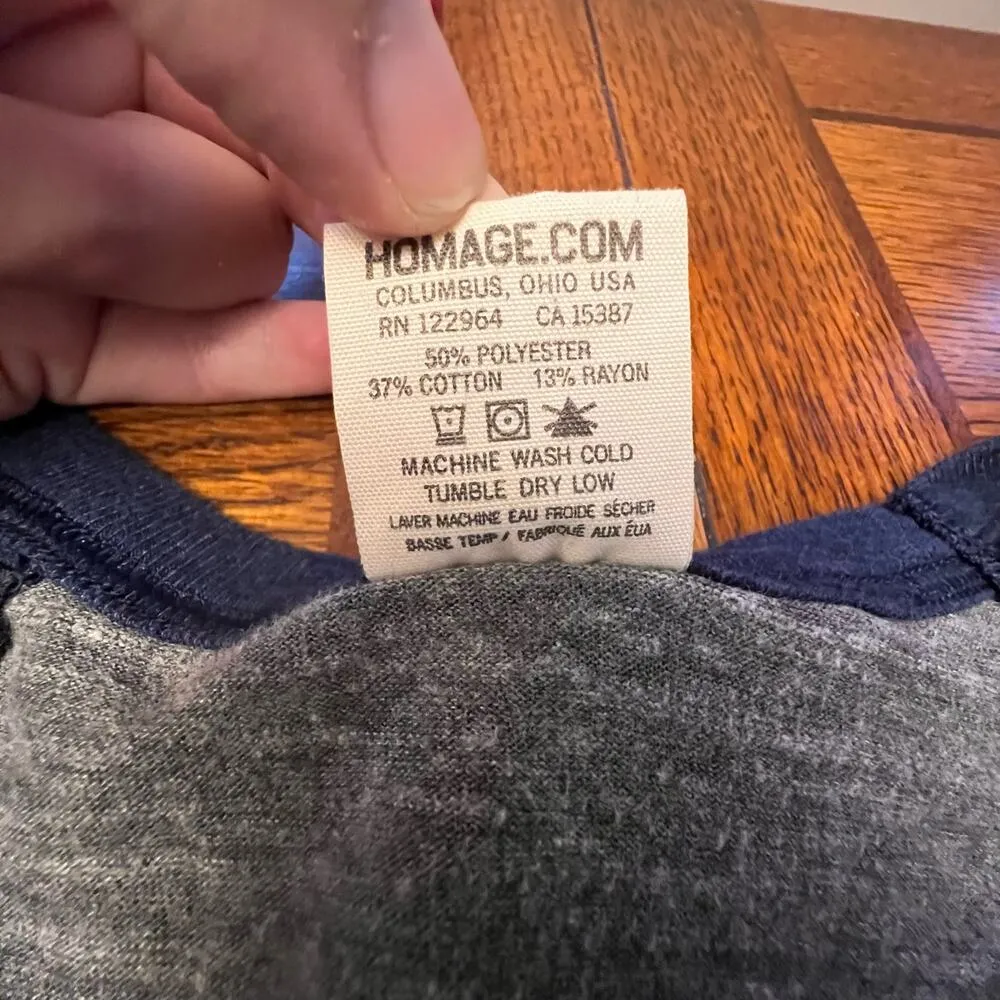 HOMAGE.COM
COLUMBUS, OHIO USA
RN 122964 CA 15387
50% POLYESTER
37% COTTON 13% RAYON
MACHINE WASH COLD
TUMBLE DRY LOW
LAVER MACHINE EAU FROIDE SÉCHER
BASSE TEMP / FABRIQUÉ AUX ÉUA